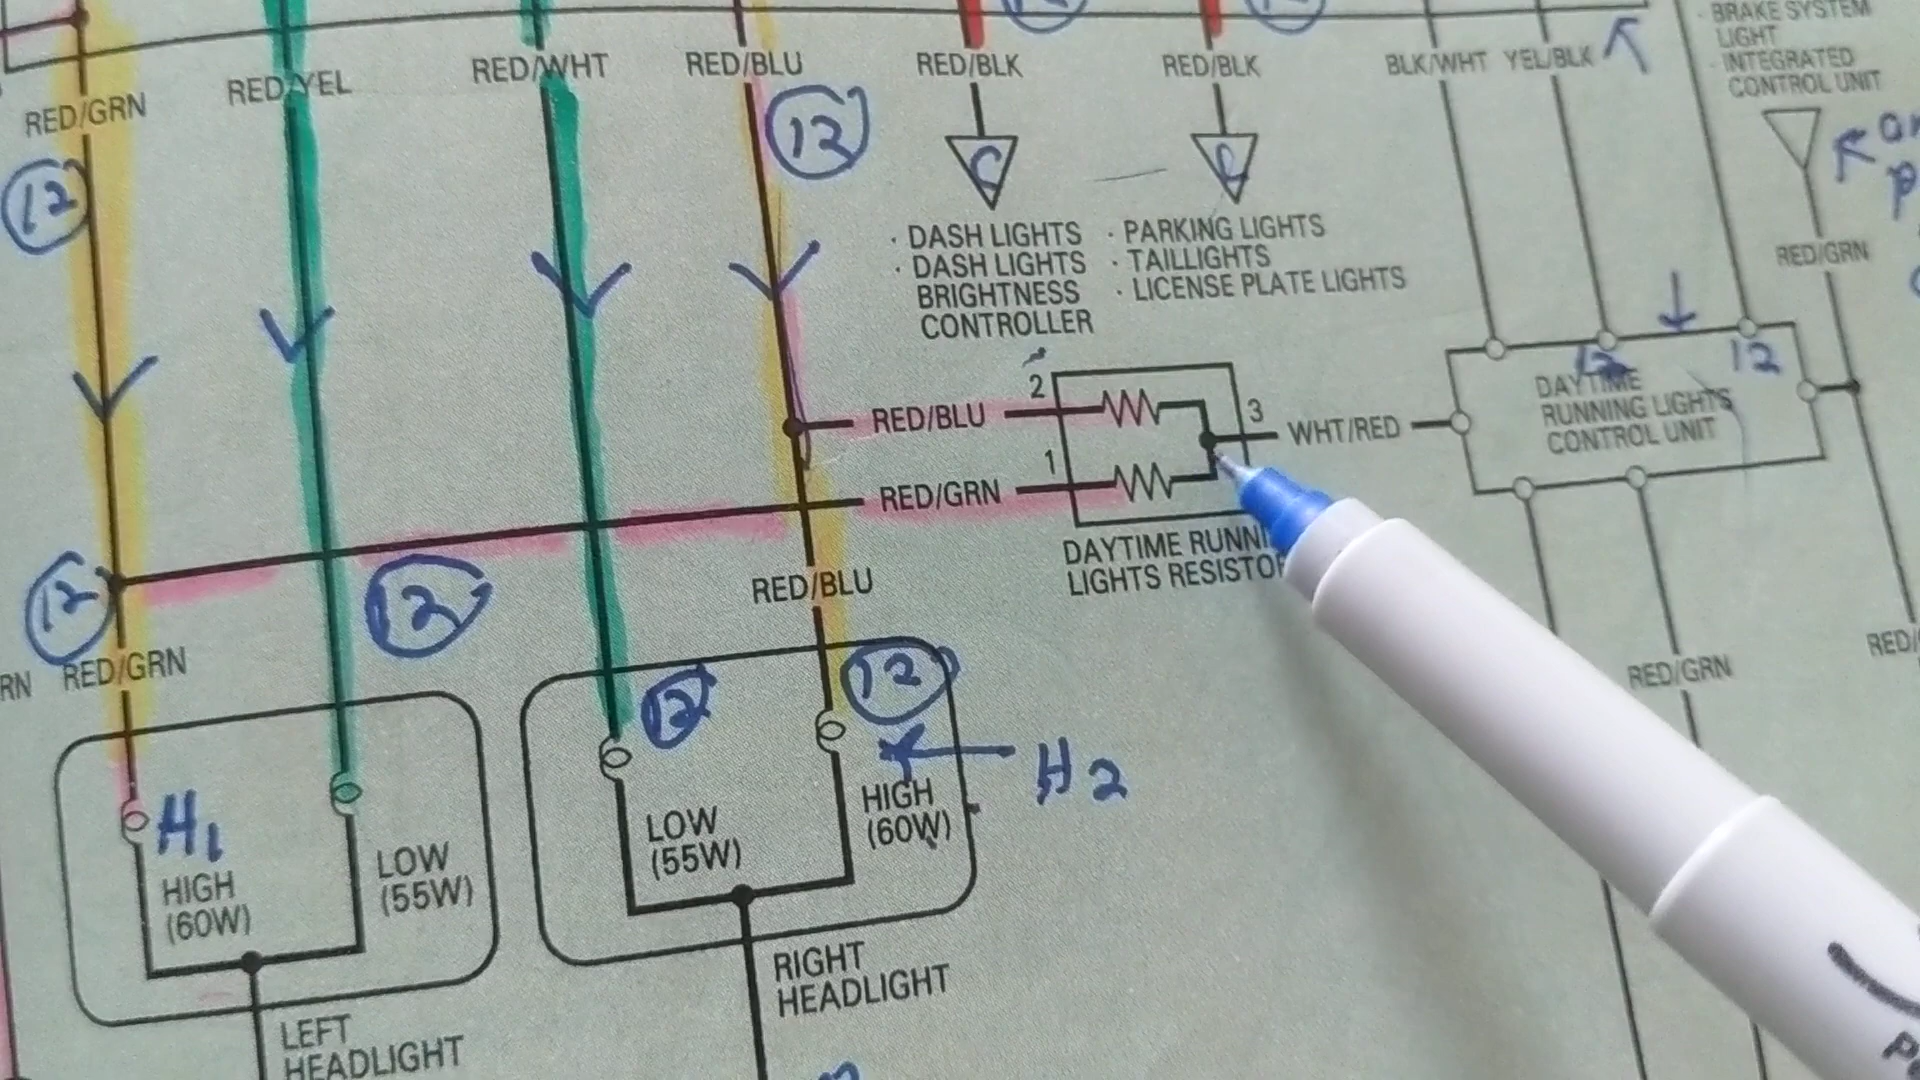 · BRAKE SYSTEM
LIGHT
· INTEGRATED
CONTROL UNIT
RED/GRN
RED/YEL
RED/WHT
RED/BLU
RED/BLK
RED/BLK
BLK/WHT
YEL/BLK
12
12
C
· DASH LIGHTS
· DASH LIGHTS
BRIGHTNESS
CONTROLLER
· PARKING LIGHTS
· TAILLIGHTS
· LICENSE PLATE LIGHTS
RED/GRN
2
RED/BLU
3
WHT/RED
12
12
DAYTIME
RUNNING LIGHTS
CONTROL UNIT
1
RED/GRN
DAYTIME RUNNI
LIGHTS RESISTO
12
12
RED/BLU
RN
RED/GRN
RED/GRN
RED/
12
12
H2
H1
HIGH
(60W)
LOW
(55W)
LOW
(55W)
HIGH
(60W)
LEFT
HEADLIGHT
RIGHT
HEADLIGHT